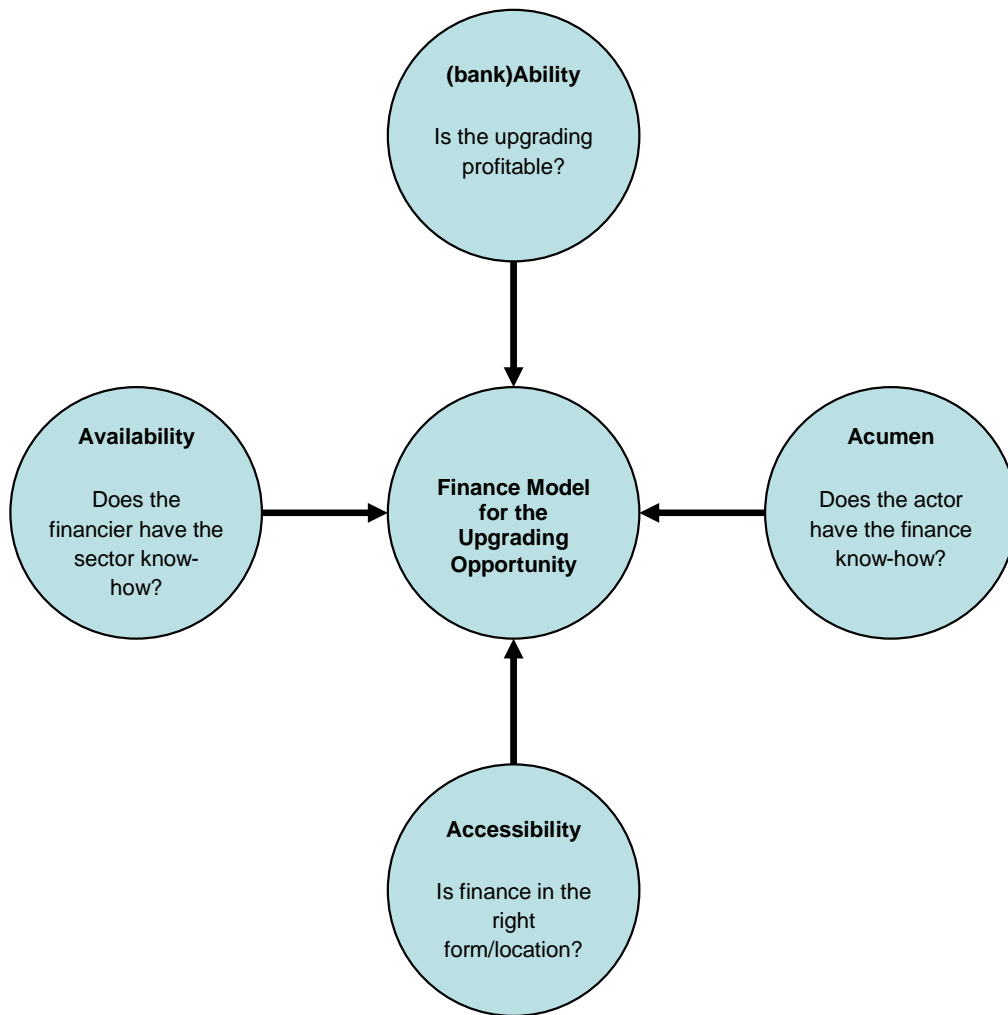 (bank)Ability
Is the upgrading
profitable?
Availability
Does the
financier have the
sector know-
how?
Finance Model
for the
Upgrading
Opportunity
Acumen
Does the actor
have the finance
know-how?
Accessibility
Is finance in the
right
form/location?